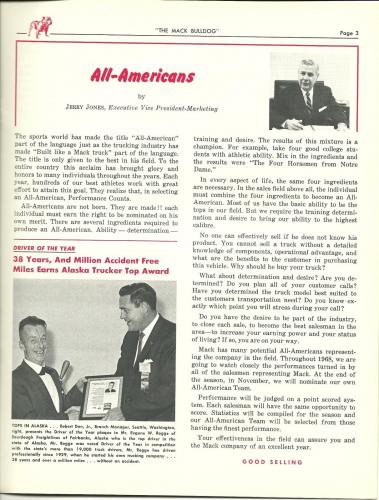 "THE MACK BULLDOG"
Page 3
All-Americans
by
JERRY JONES, Executive Vice President-Marketing
The sports world has made the title "All-American"
part of the language just as the trucking industry has
made "Built like a Mack truck" part of the language.
The title is only given to the best in his field. To the
entire country this acclaim has brought glory and
honors to many individuals throughout the years. Each
year, hundreds of our best athletes work with great
effort to attain this goal. They realize that, in selecting
an All-American, Performance Counts.
All-Americans are not born. They are made!! each
individual must earn the right to be nominated on his
own merit. There are several ingredients required to
produce an All-American. Ability — determination —
training and desire. The results of this mixture is a
champion. For example, take four good college stu-
dents with athletic ability. Mix in the ingredients and
the results were "The Four Horsemen from Notre
Dame."
In every aspect of life, the same four ingredients
are necessary. In the sales field above all, the individual
must combine the four ingredients to become an All-
American. Most of us have the basic ability to be the
tops in our field. But we require the training determi-
nation and desire to bring our ability to the highest
calibre.
No one can effectively sell if he does not know his
product. You cannot sell a truck without a detailed
knowledge of components, operational advantage, and
what are the benefits to the customer in purchasing
this vehicle. Why should he buy your truck?
What about determination and desire? Are you de-
termined? Do you plan all of your customer calls?
Have you determined the truck model best suited to
the customers transportation need? Do you know ex-
actly which point you will stress during your call?
Do you have the desire to be part of the industry,
to close each sale, to become the best salesman in the
area—to increase your earning power and your status
of living? If so, you are on your way.
Mack has many potential All-Americans represent-
ing the company in the field. Throughout 1968, we are
going to watch closely the performances turned in by
all of the salesmen representing Mack. At the end of
the season, in November, we will nominate our own
All-American Team.
Performance will be judged on a point scored sys-
tem. Each salesman will have the same opportunity to
score. Statistics will be compiled for the season and
our All-American Team will be selected from those
having the finest performance.
Your effectiveness in the field can assure you and
the Mack company of an excellent year.
GOOD SELLING
DRIVER OF THE YEAR
38 Years, And Million Accident Free
Miles Earns Alaska Trucker Top Award
TOPS IN ALASKA . . . Robert Dorr, Jr., Branch Manager, Seattle, Washington,
right, presents the Driver of the Year plaque to Mr. Rogers W. Baggs of
Sourdough Freightlines of Fairbanks, Alaska who is the top driver in the
state of Alaska. Mr. Baggs was voted Driver of the Year in competition
with the state's more than 19,000 truck drivers. Mr. Baggs has driven
professionally since 1929, when he started his own trucking company . . .
38 years and over a million miles . . . without an accident.